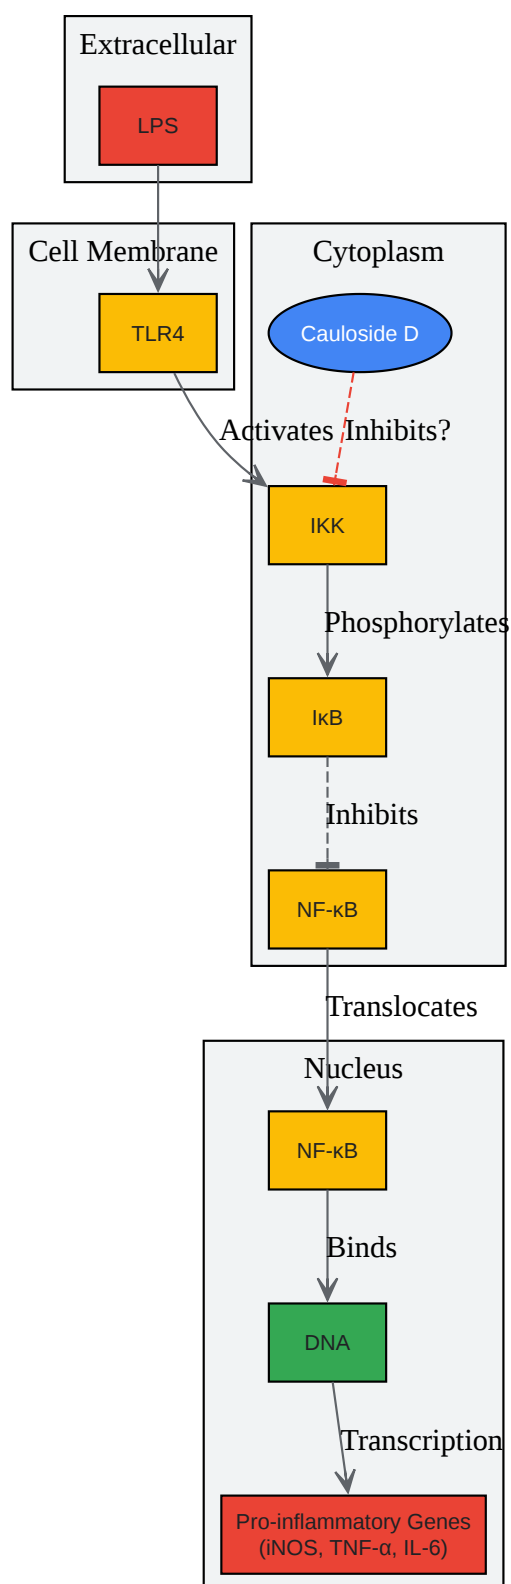 Extracellular
LPS
Cell Membrane
Cytoplasm
TLR4
Cauloside D
Activates
Inhibits?
IKK
Phosphorylates
IκB
Inhibits
NF-κB
Translocates
Nucleus
NF-κB
Binds
DNA
Transcription
Pro-inflammatory Genes
(iNOS, TNF-α, IL-6)